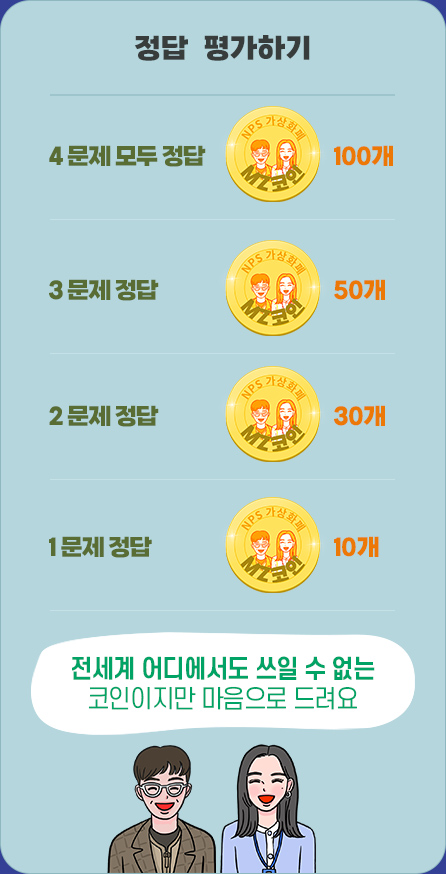 정답 평가하기
4 문제 모두 정답
NPS 가상화폐
MZ코인
100개
3 문제 정답
NPS 가상화폐
MZ코인
50개
2 문제 정답
NPS 가상화폐
MZ코인
30개
1 문제 정답
NPS 가상화폐
MZ코인
10개
전세계 어디에서도 쓰일 수 없는
코인이지만 마음으로 드려요